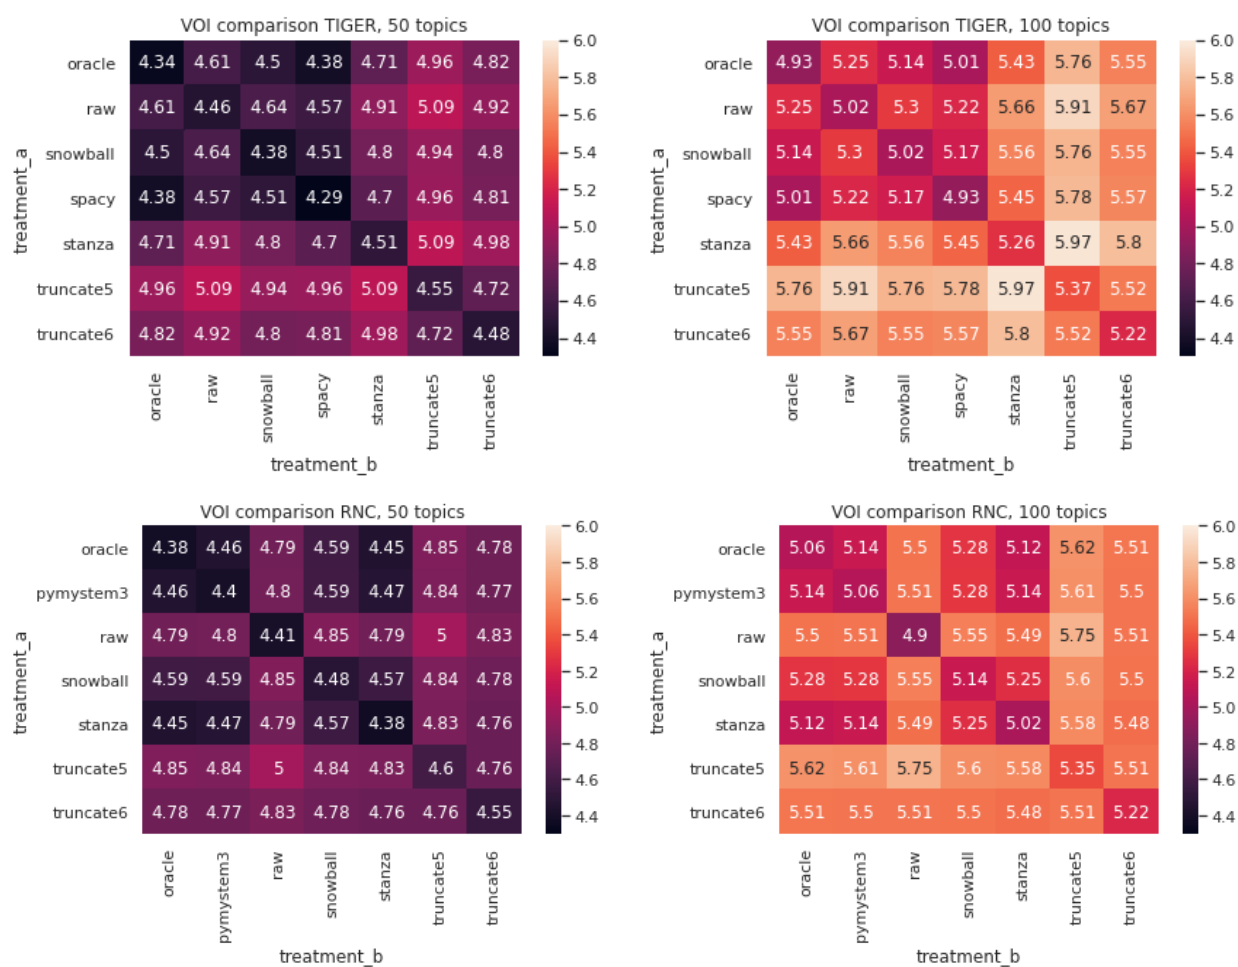 VOI comparison TIGER, 50 topics
treatment_a
oracle 4.34 4.61 4.5 4.38 4.71 4.96 4.82
raw 4.61 4.46 4.64 4.57 4.91 5.09 4.92
snowball 4.5 4.64 4.38 4.51 4.8 4.94 4.8
spacy 4.38 4.57 4.51 4.29 4.7 4.96 4.81
stanza 4.71 4.91 4.8 4.7 4.51 5.09 4.98
truncate5 4.96 5.09 4.94 4.96 5.09 4.55 4.72
truncate6 4.82 4.92 4.8 4.81 4.98 4.72 4.48
oracle raw snowball spacy stanza truncate5 truncate6
treatment_b
6.0
5.8
5.6
5.4
5.2
5.0
4.8
4.6
4.4
VOI comparison TIGER, 100 topics
treatment_a
oracle 4.93 5.25 5.14 5.01 5.43 5.76 5.55
raw 5.25 5.02 5.3 5.22 5.66 5.91 5.67
snowball 5.14 5.3 5.02 5.17 5.56 5.76 5.55
spacy 5.01 5.22 5.17 4.93 5.45 5.78 5.57
stanza 5.43 5.66 5.56 5.45 5.26 5.97 5.8
truncate5 5.76 5.91 5.76 5.78 5.97 5.37 5.52
truncate6 5.55 5.67 5.55 5.57 5.8 5.52 5.22
oracle raw snowball spacy stanza truncate5 truncate6
treatment_b
6.0
5.8
5.6
5.4
5.2
5.0
4.8
4.6
4.4
VOI comparison RNC, 50 topics
treatment_a
oracle 4.38 4.46 4.79 4.59 4.45 4.85 4.78
pymystem3 4.46 4.4 4.8 4.59 4.47 4.84 4.77
raw 4.79 4.8 4.41 4.85 4.79 5 4.83
snowball 4.59 4.59 4.85 4.48 4.57 4.84 4.78
stanza 4.45 4.47 4.79 4.57 4.38 4.83 4.76
truncate5 4.85 4.84 5 4.84 4.83 4.6 4.76
truncate6 4.78 4.77 4.83 4.78 4.76 4.76 4.55
oracle pymystem3 raw snowball stanza truncate5 truncate6
treatment_b
6.0
5.8
5.6
5.4
5.2
5.0
4.8
4.6
4.4
VOI comparison RNC, 100 topics
treatment_a
oracle 5.06 5.14 5.5 5.28 5.12 5.62 5.51
pymystem3 5.14 5.06 5.51 5.28 5.14 5.61 5.5
raw 5.5 5.51 4.9 5.55 5.49 5.75 5.51
snowball 5.28 5.28 5.55 5.14 5.25 5.6 5.5
stanza 5.12 5.14 5.49 5.25 5.02 5.58 5.48
truncate5 5.62 5.61 5.75 5.6 5.58 5.35 5.51
truncate6 5.51 5.5 5.51 5.5 5.48 5.51 5.22
oracle pymystem3 raw snowball stanza truncate5 truncate6
treatment_b
6.0
5.8
5.6
5.4
5.2
5.0
4.8
4.6
4.4